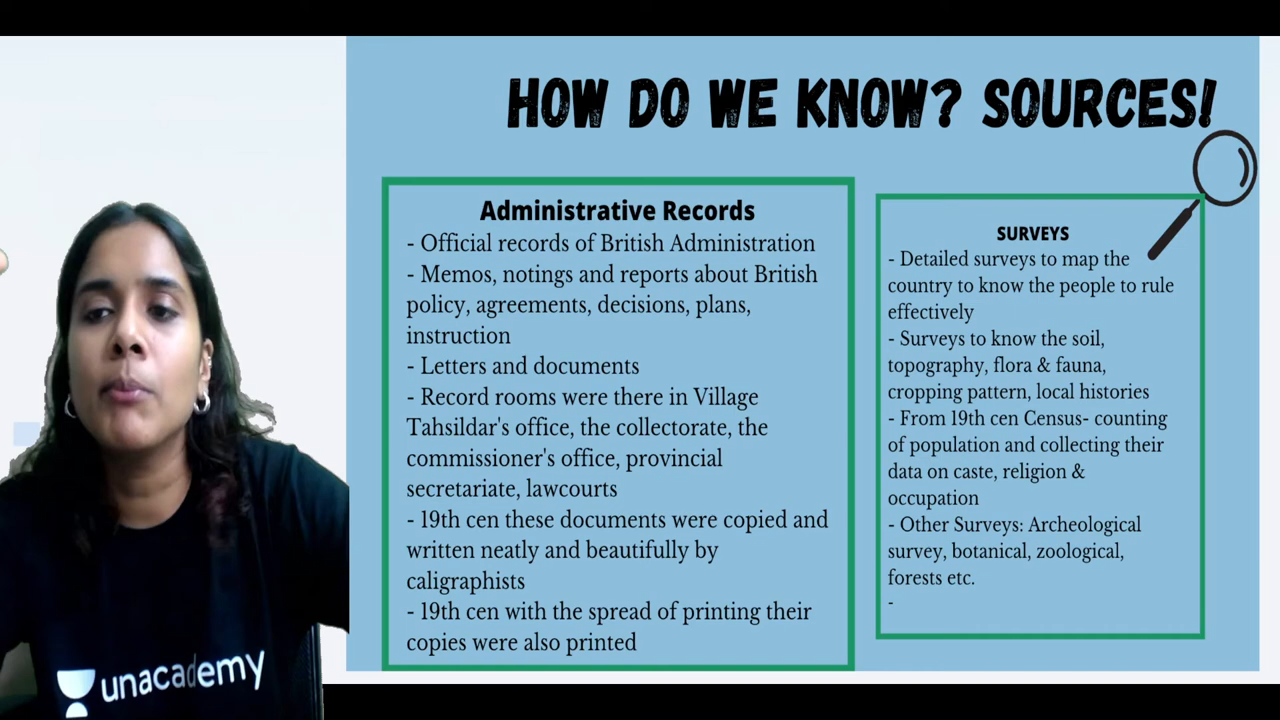 HOW DO WE KNOW? SOURCES!
Administrative Records
- Official records of British Administration
- Memos, notings and reports about British
policy, agreements, decisions, plans,
instruction
- Letters and documents
- Record rooms were there in Village
Tahsildar's office, the collectorate, the
commissioner's office, provincial
secretariate, lawcourts
- 19th cen these documents were copied and
written neatly and beautifully by
caligraphists
- 19th cen with the spread of printing their
copies were also printed
SURVEYS
- Detailed surveys to map the
country to know the people to rule
effectively
- Surveys to know the soil,
topography, flora & fauna,
cropping pattern, local histories
- From 19th cen Census- counting
of population and collecting their
data on caste, religion &
occupation
- Other Surveys: Archeological
survey, botanical, zoological,
forests etc.
-
unacademy